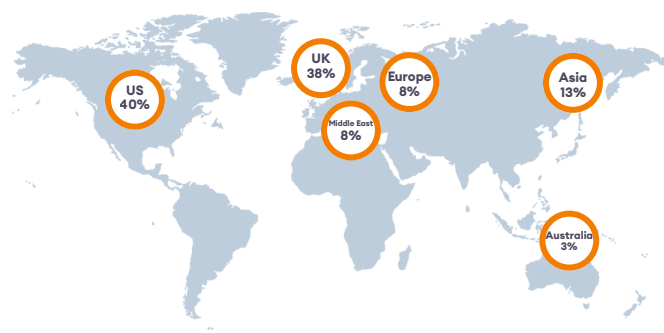 UK
38%
Europe
8%
Asia
13%
US
40%
Middle East
8%
Australia
3%